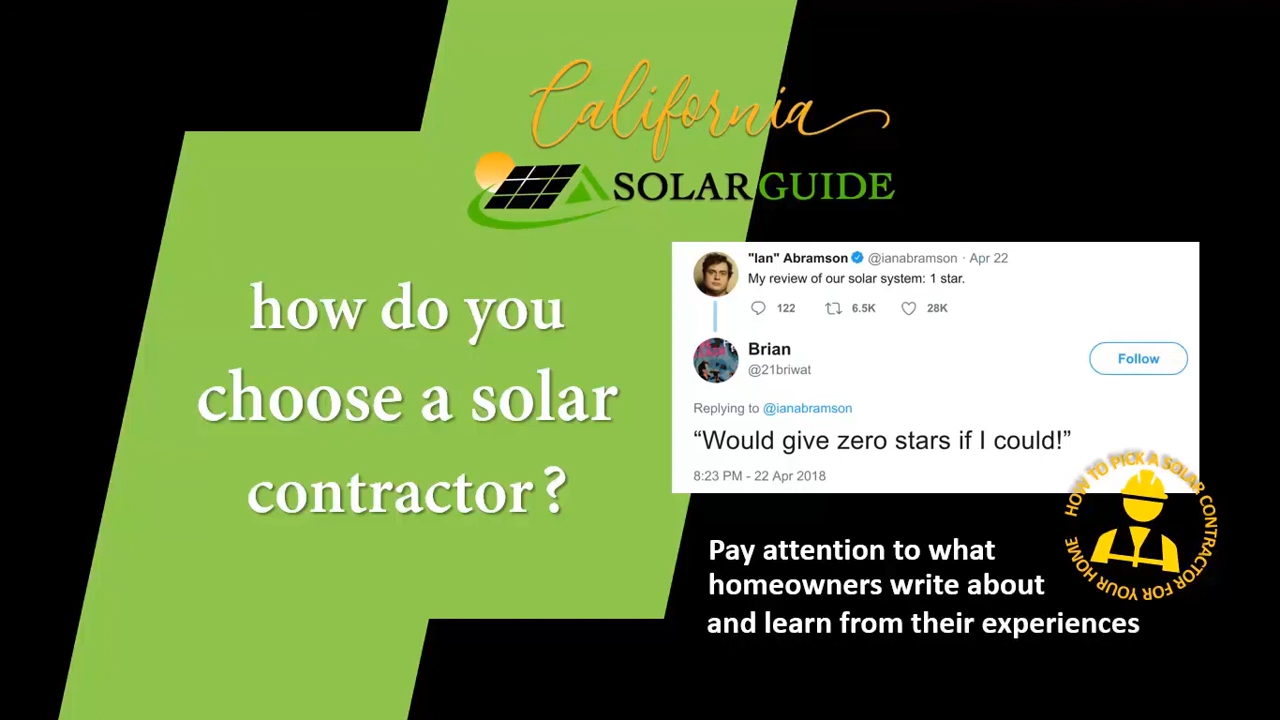 California
SOLAR GUIDE
how do you
choose a solar
contractor?
"Ian" Abramson @ianabramson · Apr 22
My review of our solar system: 1 star.
122 6.5K 28K
Brian
@21briwat
Follow
Replying to @ianabramson
“Would give zero stars if I could!”
8:23 PM - 22 Apr 2018
HOW TO PICK A SOLAR CONTRACTOR FOR YOUR HOME
Pay attention to what
homeowners write about
and learn from their experiences